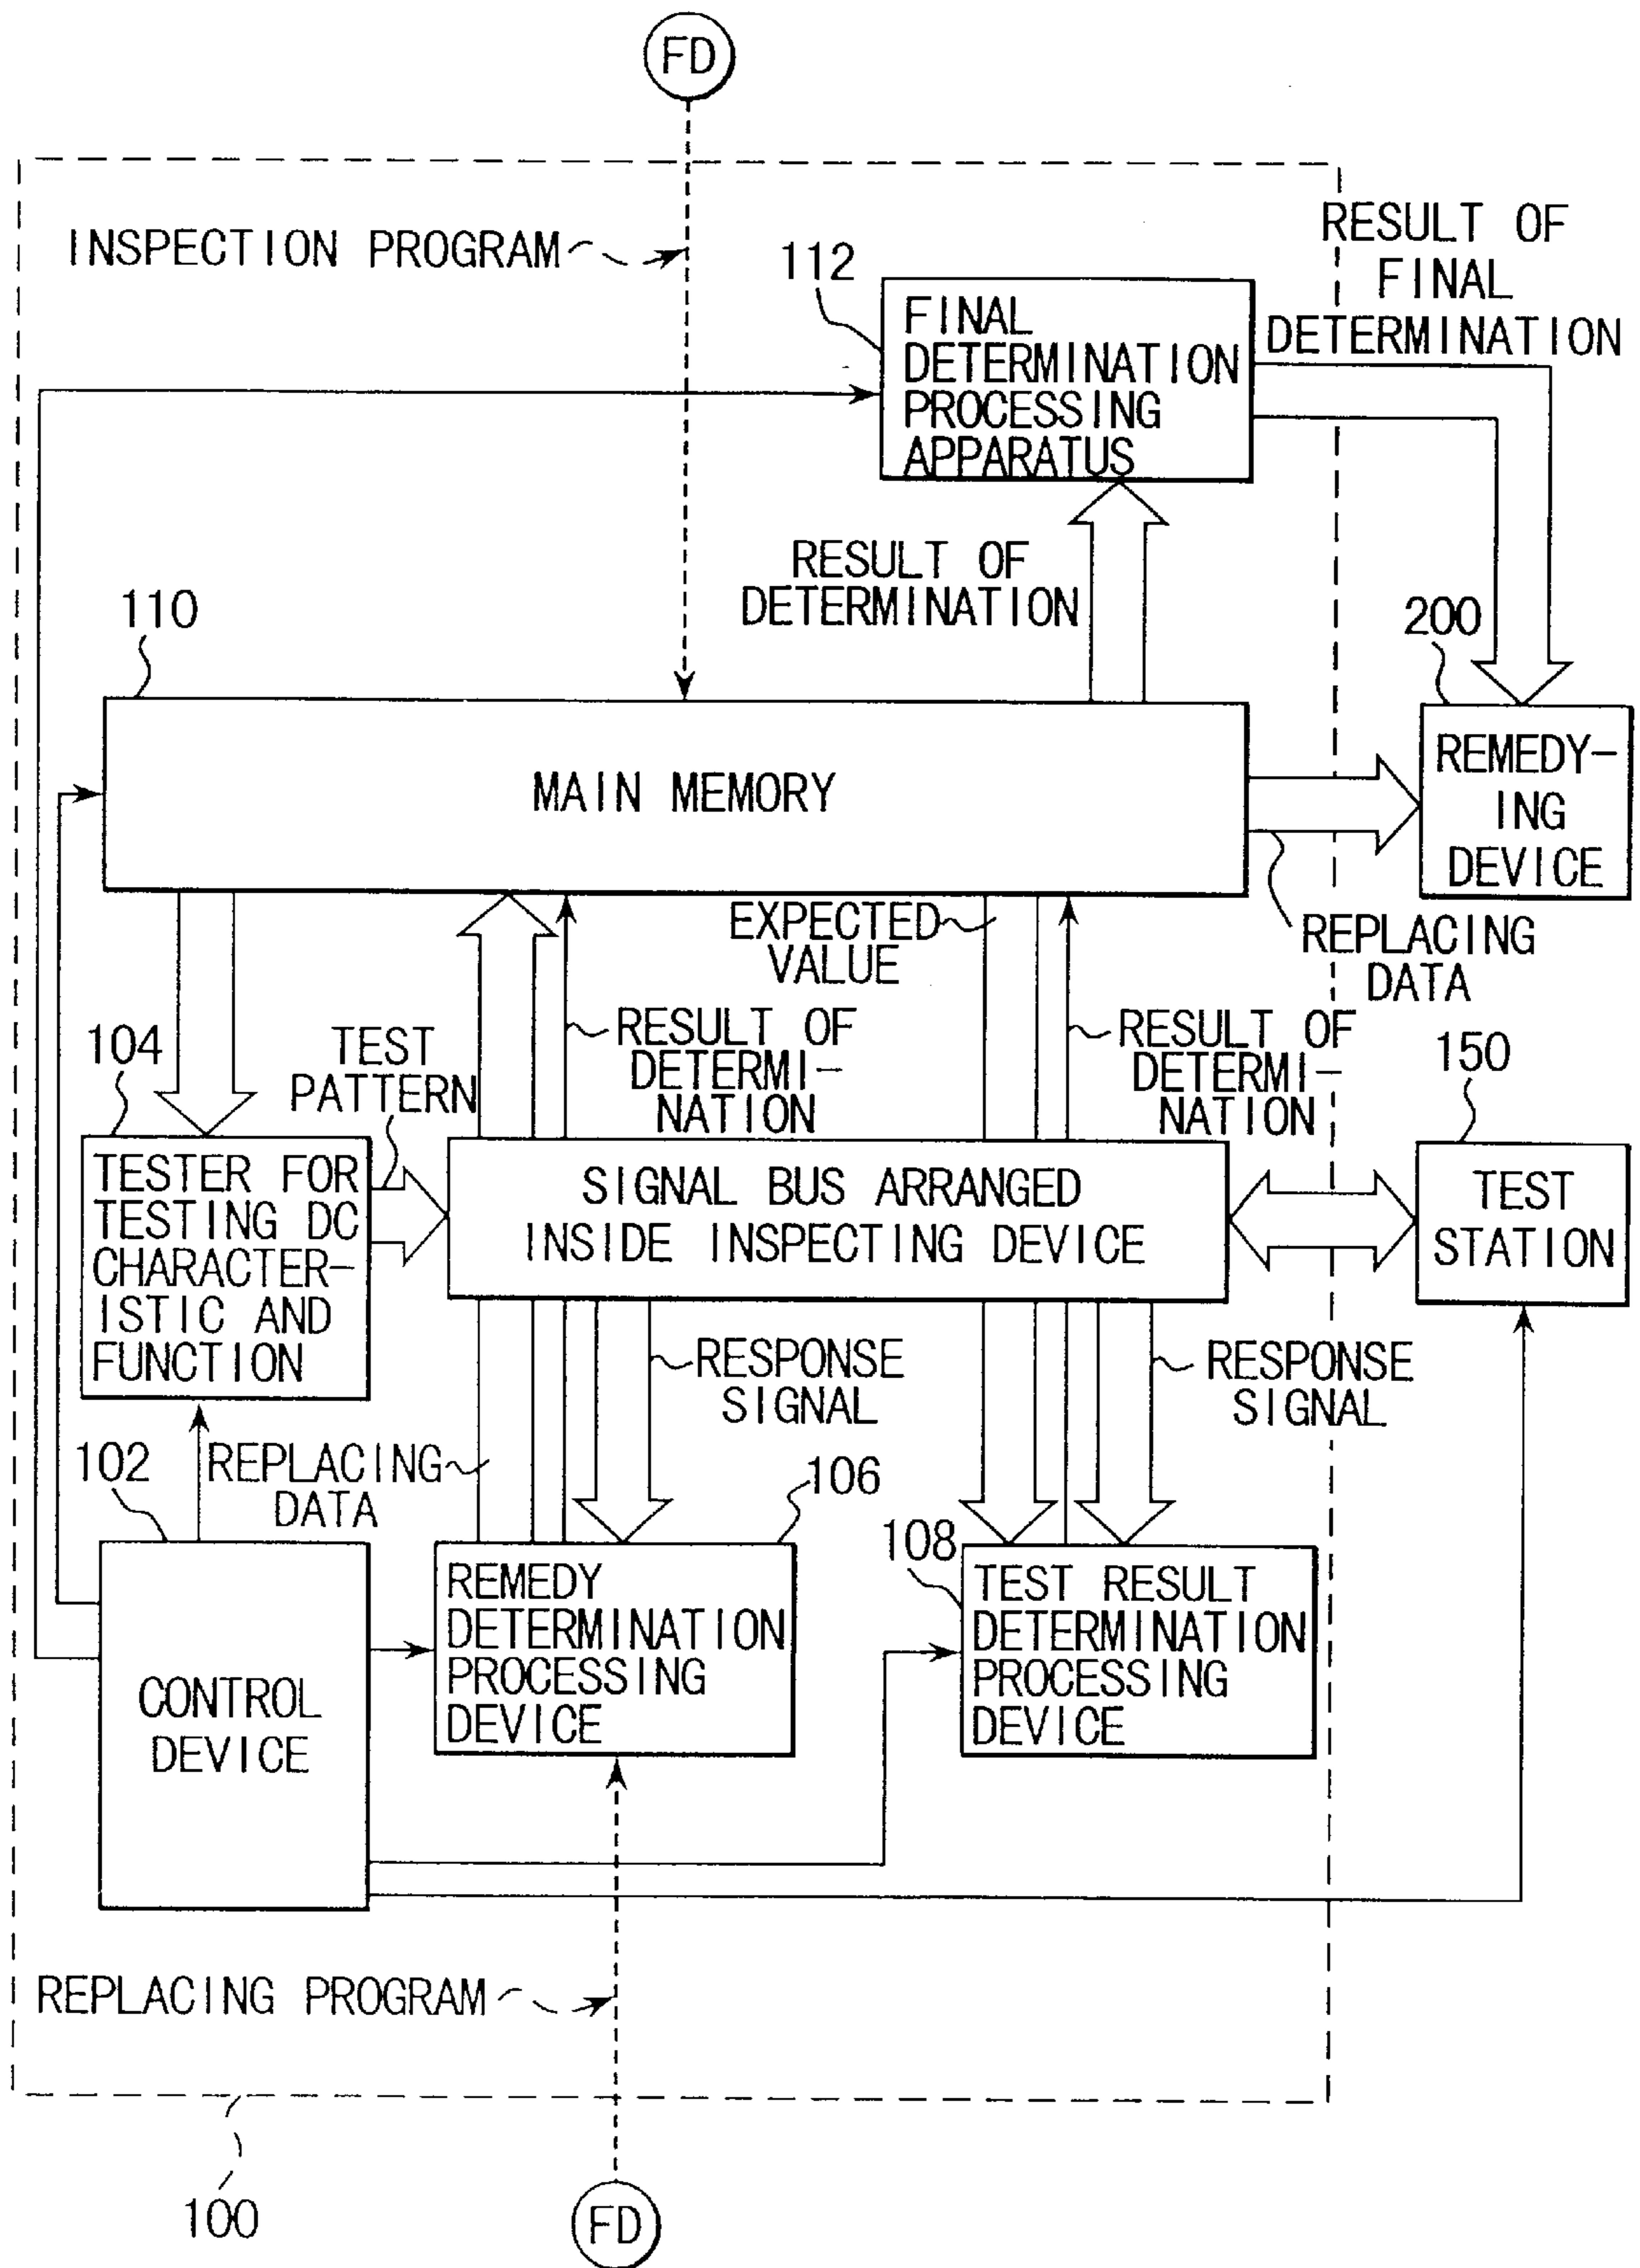 FD
INSPECTION PROGRAM
112
RESULT OF
FINAL
DETERMINATION
FINAL
DETERMINATION
PROCESSING
APPARATUS
RESULT OF
DETERMINATION
110
200
MAIN MEMORY
REMEDY-
ING
DEVICE
EXPECTED
VALUE
REPLACING
DATA
104
TEST
PATTERN
RESULT OF
DETERMI-
NATION
RESULT OF
DETERMI-
NATION
150
TESTER FOR
TESTING DC
CHARACTER-
ISTIC AND
FUNCTION
SIGNAL BUS ARRANGED
INSIDE INSPECTING DEVICE
TEST
STATION
RESPONSE
SIGNAL
RESPONSE
SIGNAL
102
REPLACING
DATA
106
108
CONTROL
DEVICE
REMEDY
DETERMINATION
PROCESSING
DEVICE
TEST RESULT
DETERMINATION
PROCESSING
DEVICE
REPLACING PROGRAM
100
FD